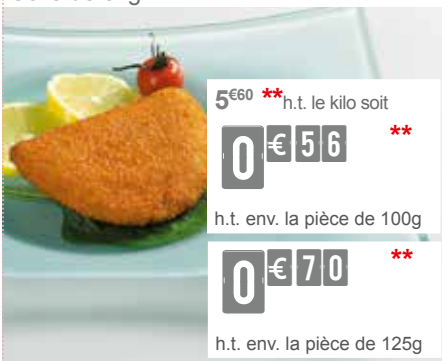 5€60 **h.t. le kilo soit
0€56 **
h.t. env. la pièce de 100g
0€70 **
h.t. env. la pièce de 125g